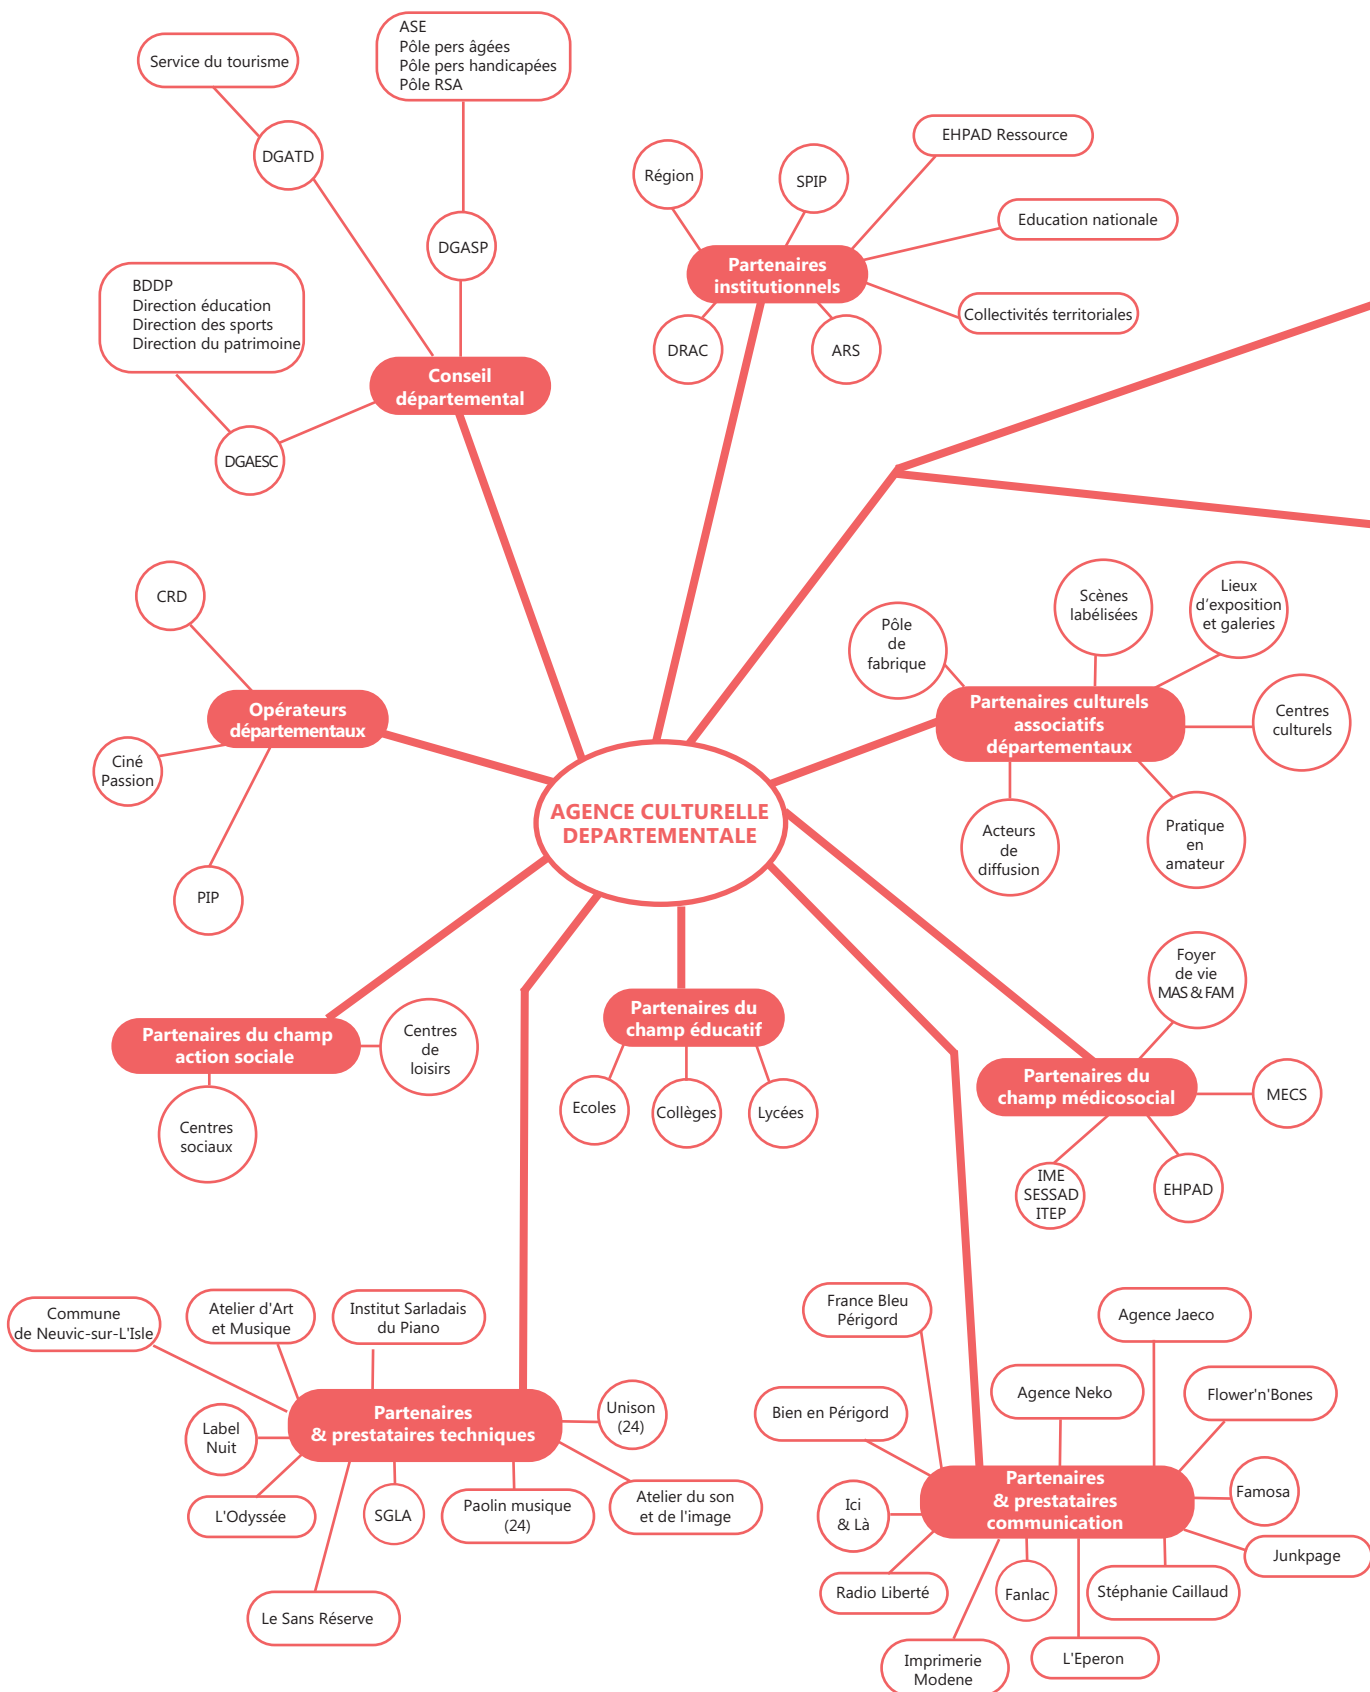 ASE
Pôle pers âgées
Pôle pers handicapées
Pôle RSA
Service du tourisme
DGATD
DGASP
BDDP
Direction éducation
Direction des sports
Direction du patrimoine
DGAESC
Conseil
départemental
Région
SPIP
EHPAD Ressource
Education nationale
Collectivités territoriales
Partenaires
institutionnels
DRAC
ARS
CRD
Opérateurs
départementaux
Ciné
Passion
PIP
Pôle
de
fabrique
Scènes
labélisées
Lieux
d'exposition
et galeries
Partenaires culturels
associatifs
départementaux
Centres
culturels
Acteurs
de
diffusion
Pratique
en
amateur
AGENCE CULTURELLE
DEPARTEMENTALE
Partenaires du champ
action sociale
Centres
de
loisirs
Centres
sociaux
Partenaires du
champ éducatif
Ecoles
Collèges
Lycées
Foyer
de vie
MAS & FAM
Partenaires du
champ médicosocial
MECS
IME
SESSAD
ITEP
EHPAD
Commune
de Neuvic-sur-L'Isle
Atelier d'Art
et Musique
Institut Sarladais
du Piano
Label
Nuit
Partenaires
& prestataires techniques
Unison
(24)
L'Odyssée
SGLA
Paolin musique
(24)
Atelier du son
et de l'image
Le Sans Réserve
France Bleu
Périgord
Agence Jaeco
Agence Neko
Flower'n'Bones
Bien en Périgord
Partenaires
& prestataires
communication
Ici
& Là
Famosa
Junkpage
Radio Liberté
Fanlac
Stéphanie Caillaud
Imprimerie
Modene
L'Eperon